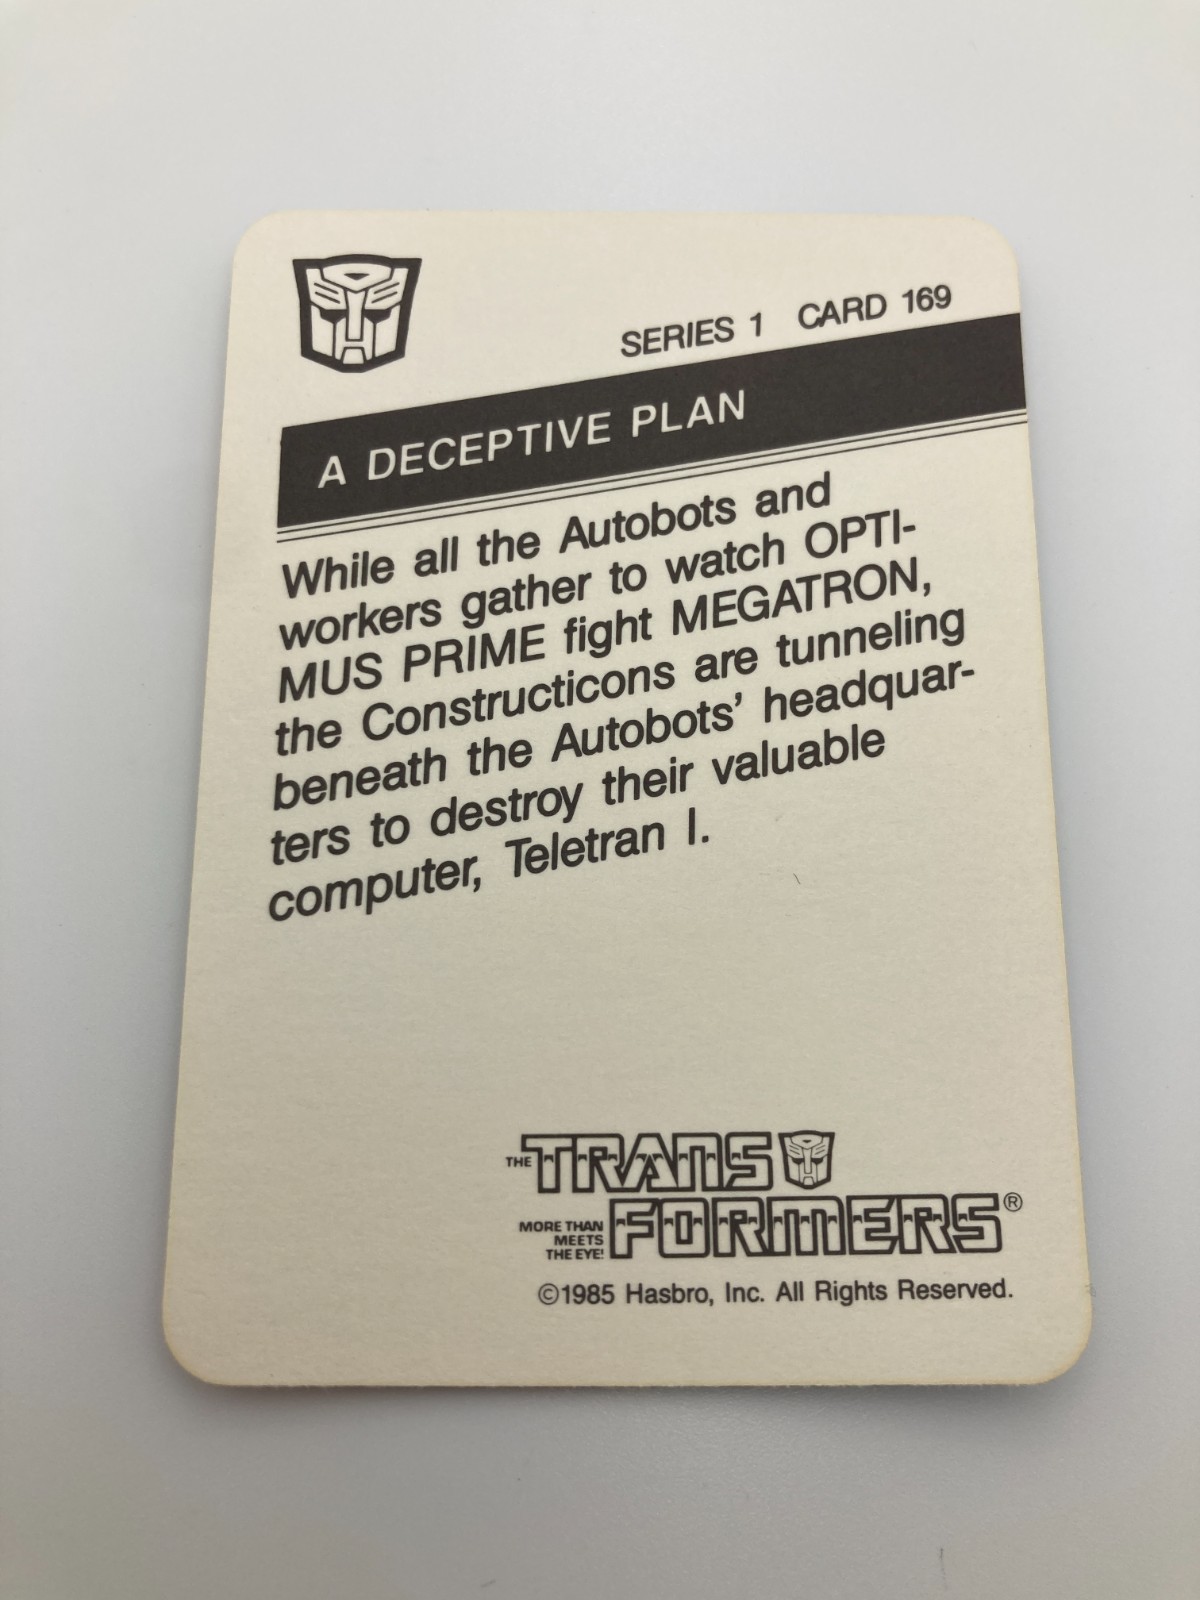 SERIES 1 CARD 169
A DECEPTIVE PLAN
While all the Autobots and
workers gather to watch OPTI-
MUS PRIME fight MEGATRON,
the Constructicons are tunneling
beneath the Autobots' headquar-
ters to destroy their valuable
computer, Teletran I.
THE TRANS
MORE THAN
MEETS
THE EYE!
FORMERS®
©1985 Hasbro, Inc. All Rights Reserved.